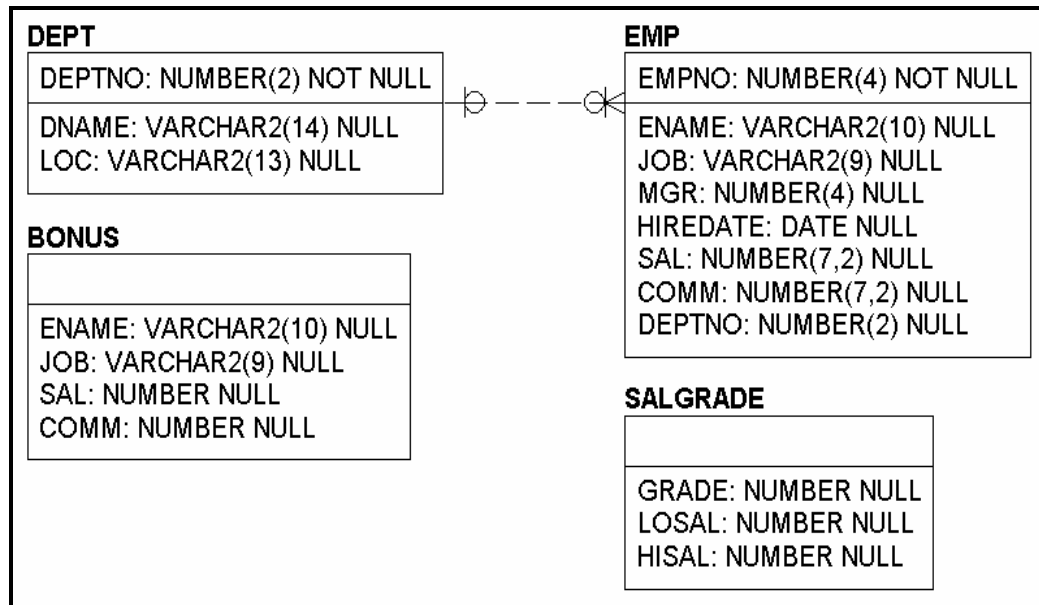 DEPT
DEPTNO: NUMBER(2) NOT NULL
DNAME: VARCHAR2(14) NULL
LOC: VARCHAR2(13) NULL
BONUS
ENAME: VARCHAR2(10) NULL
JOB: VARCHAR2(9) NULL
SAL: NUMBER NULL
COMM: NUMBER NULL
EMP
EMPNO: NUMBER(4) NOT NULL
ENAME: VARCHAR2(10) NULL
JOB: VARCHAR2(9) NULL
MGR: NUMBER(4) NULL
HIREDATE: DATE NULL
SAL: NUMBER(7,2) NULL
COMM: NUMBER(7,2) NULL
DEPTNO: NUMBER(2) NULL
SALGRADE
GRADE: NUMBER NULL
LOSAL: NUMBER NULL
HISAL: NUMBER NULL